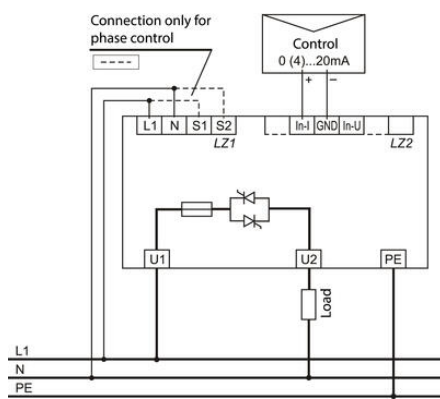 Connection only for
phase control
Control
0 (4)...20mA
+ −
L1 N S1 S2 In-I GND In-U
LZ1 LZ2
U1 U2 PE
Load
L1
N
PE